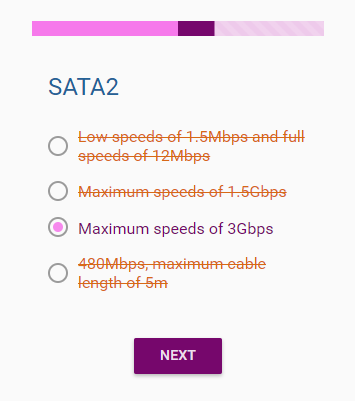 SATA2
Low speeds of 1.5Mbps and full
speeds of 12Mbps
Maximum speeds of 1.5Gbps
Maximum speeds of 3Gbps
480Mbps, maximum cable
length of 5m
NEXT